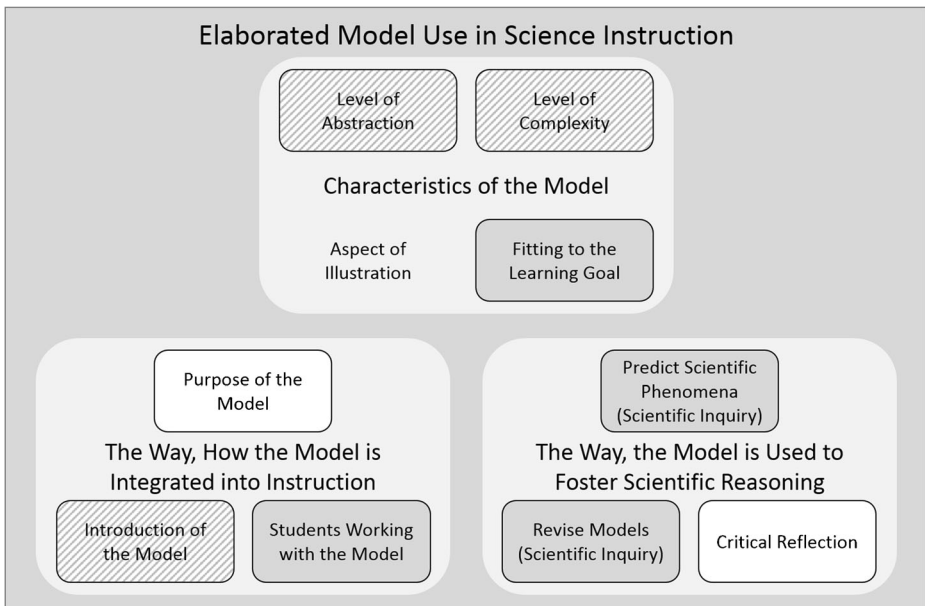 Elaborated Model Use in Science Instruction
Level of
Abstraction
Level of
Complexity
Characteristics of the Model
Aspect of
Illustration
Fitting to the
Learning Goal
Purpose of the
Model
The Way, How the Model is
Integrated into Instruction
Introduction of
the Model
Students Working
with the Model
Predict Scientific
Phenomena
(Scientific Inquiry)
The Way, the Model is Used to
Foster Scientific Reasoning
Revise Models
(Scientific Inquiry)
Critical Reflection